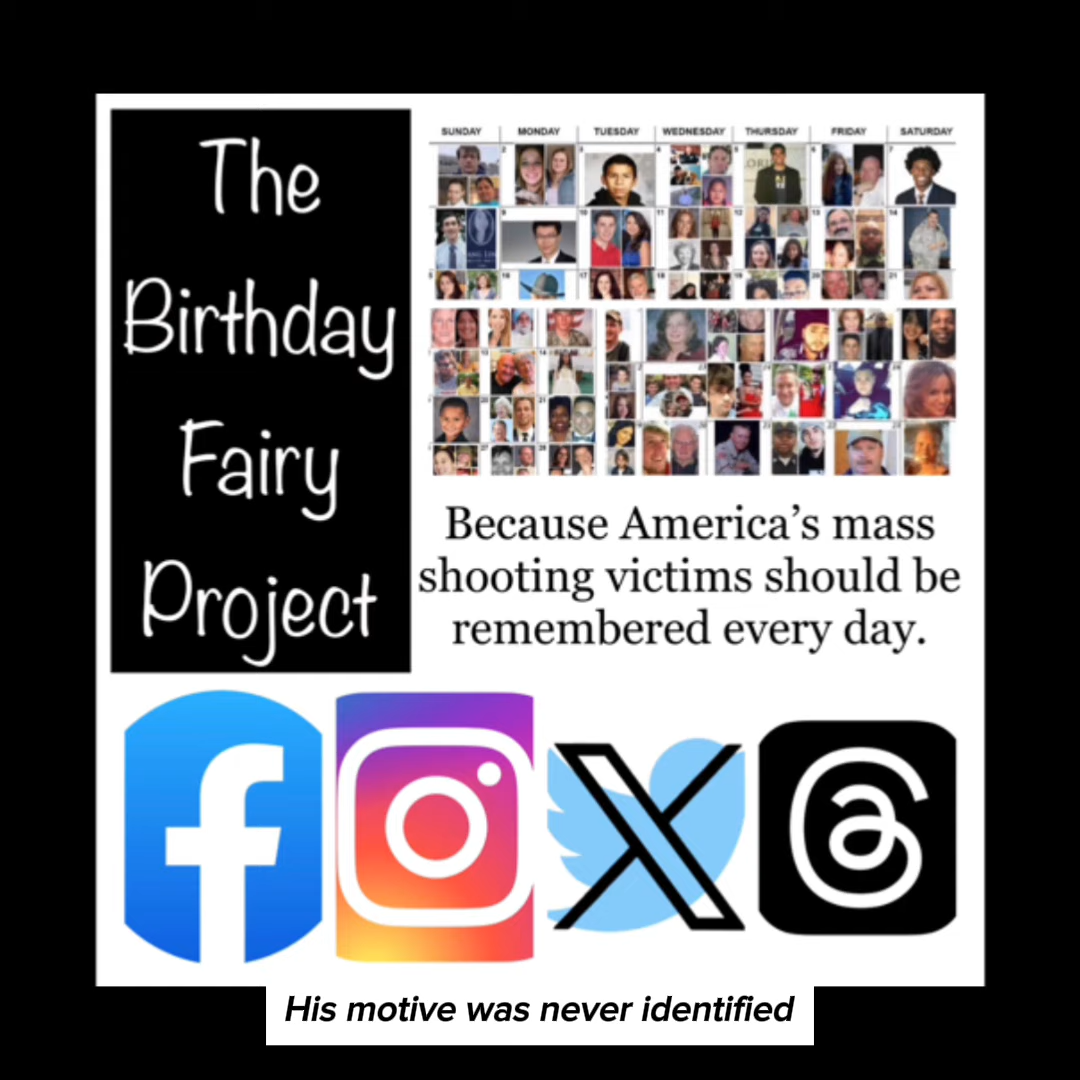 The
Birthday
Fairy
Project
SUNDAY MONDAY TUESDAY WEDNESDAY THURSDAY FRIDAY SATURDAY
Because America’s mass
shooting victims should be
remembered every day.
His motive was never identified